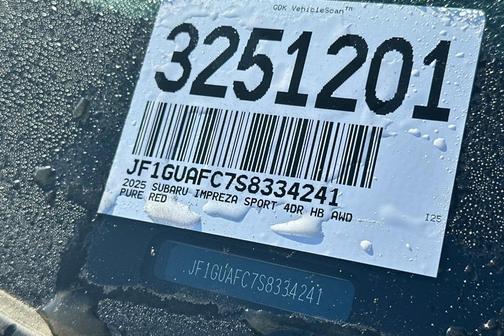 CDK VehicleScan™
3251201
JF1GUAFC7S8334241
2025 SUBARU IMPREZA SPORT 4DR HB AWD
PURE RED
I25
JF1GUAFC7S8334241